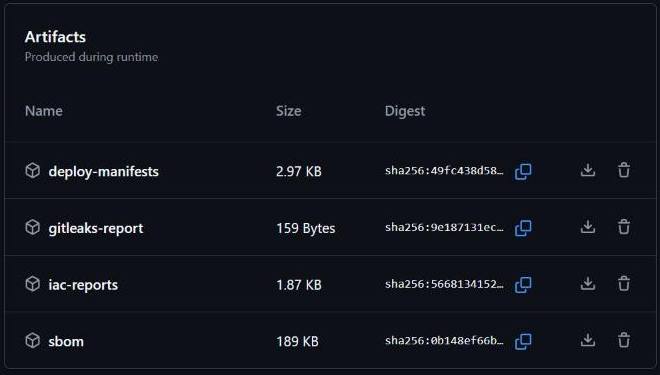 Artifacts
Produced during runtime
Name Size Digest
deploy-manifests 2.97 KB sha256:49fc438d58...
gitleaks-report 159 Bytes sha256:9e187131ec...
iac-reports 1.87 KB sha256:5668134152...
sbom 189 KB sha256:0b148ef66b...